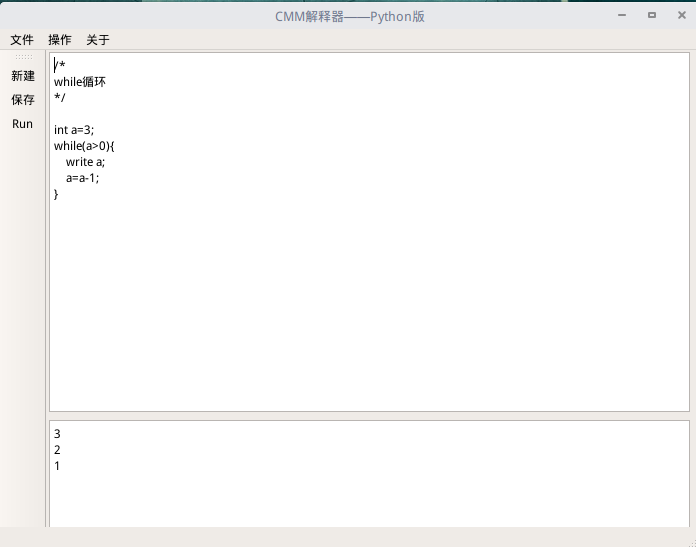 CMM解释器——Python版
文件 操作 关于
新建
保存
Run
/*
while循环
*/
int a=3;
while(a>0){
    write a;
    a=a-1;
}
3
2
1